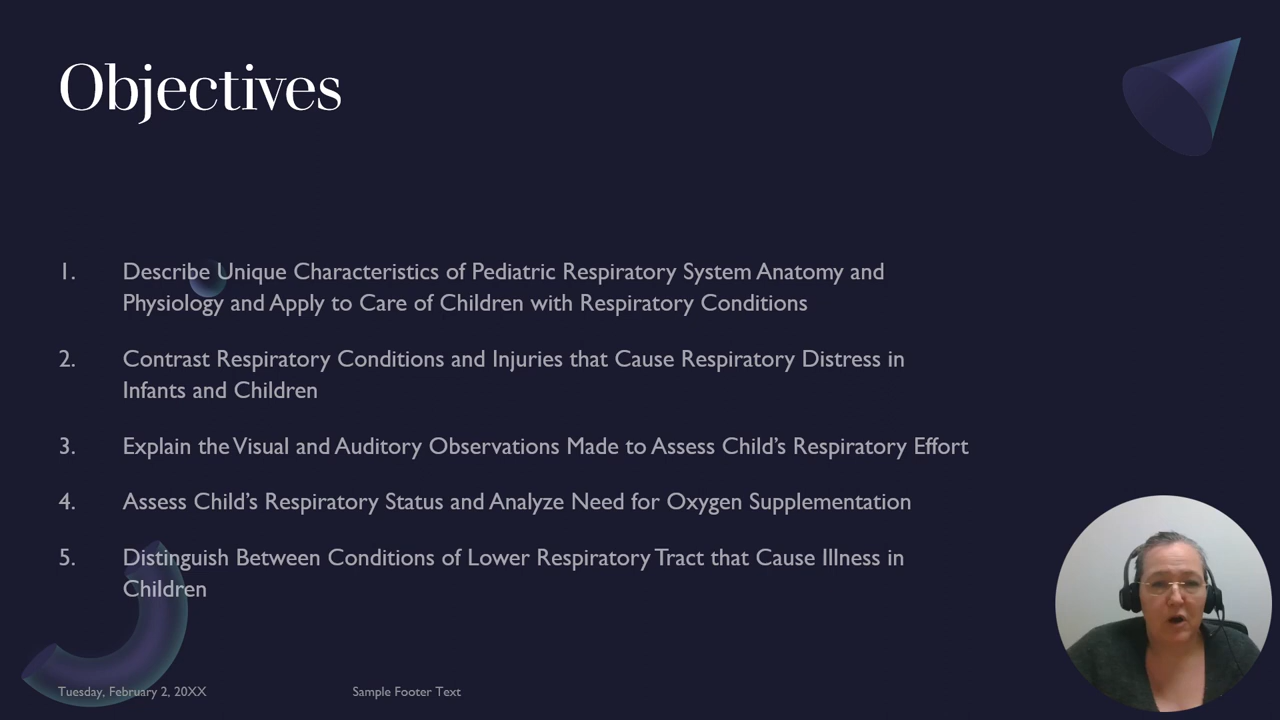 Objectives
1. Describe Unique Characteristics of Pediatric Respiratory System Anatomy and
Physiology and Apply to Care of Children with Respiratory Conditions
2. Contrast Respiratory Conditions and Injuries that Cause Respiratory Distress in
Infants and Children
3. Explain the Visual and Auditory Observations Made to Assess Child’s Respiratory Effort
4. Assess Child’s Respiratory Status and Analyze Need for Oxygen Supplementation
5. Distinguish Between Conditions of Lower Respiratory Tract that Cause Illness in
Children
Tuesday, February 2, 20XX
Sample Footer Text